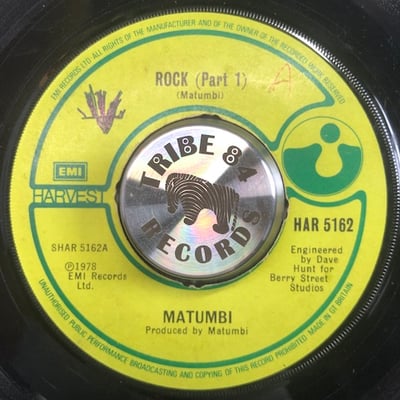 EMI RECORDS LTD ALL RIGHTS OF THE MANUFACTURER AND OF THE OWNER OF THE RECORDED WORK RESERVED
ROCK (Part 1)
(Matumbi)
A
EMI
HARVEST
TRIBE 84
RECORDS
HAR 5162
SHAR 5162A
Ⓟ1978
EMI Records
Ltd.
Engineered
by Dave
Hunt for
Berry Street
Studios
MATUMBI
Produced by Matumbi
UNAUTHORISED PUBLIC PERFORMANCE BROADCASTING AND COPYING OF THIS RECORD PROHIBITED MADE IN GT BRITAIN